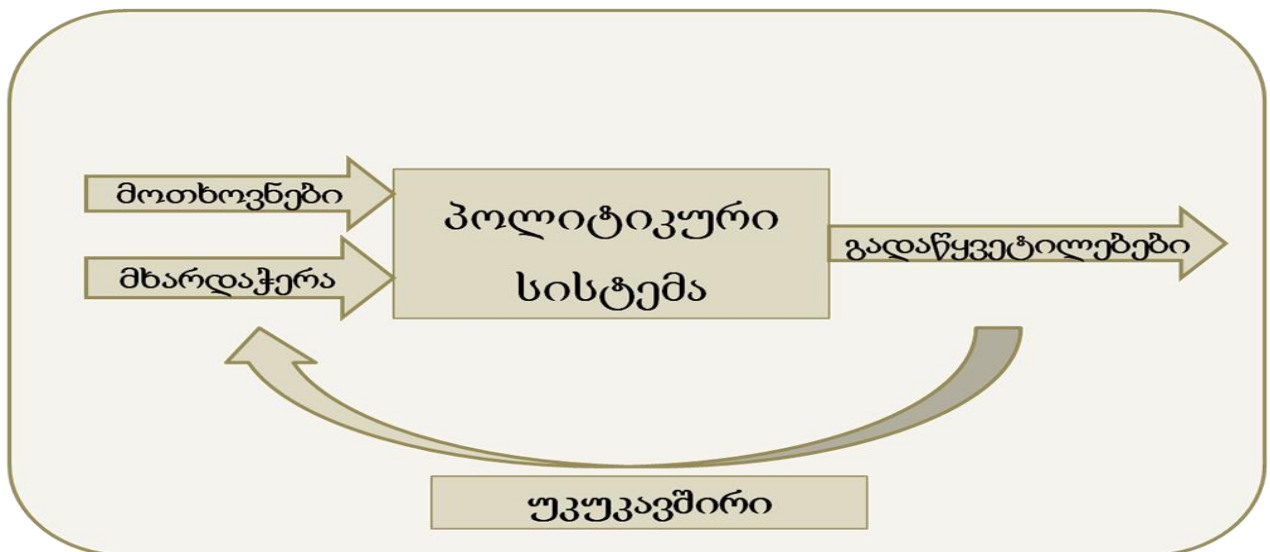 მოთხოვნები
მხარდაჭერა
პოლიტიკური
სისტემა
გადაწყვეტილებები
უკუკავშირი